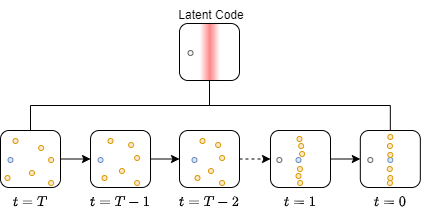 Latent Code
t = T
t = T − 1
t = T − 2
t = 1
t = 0